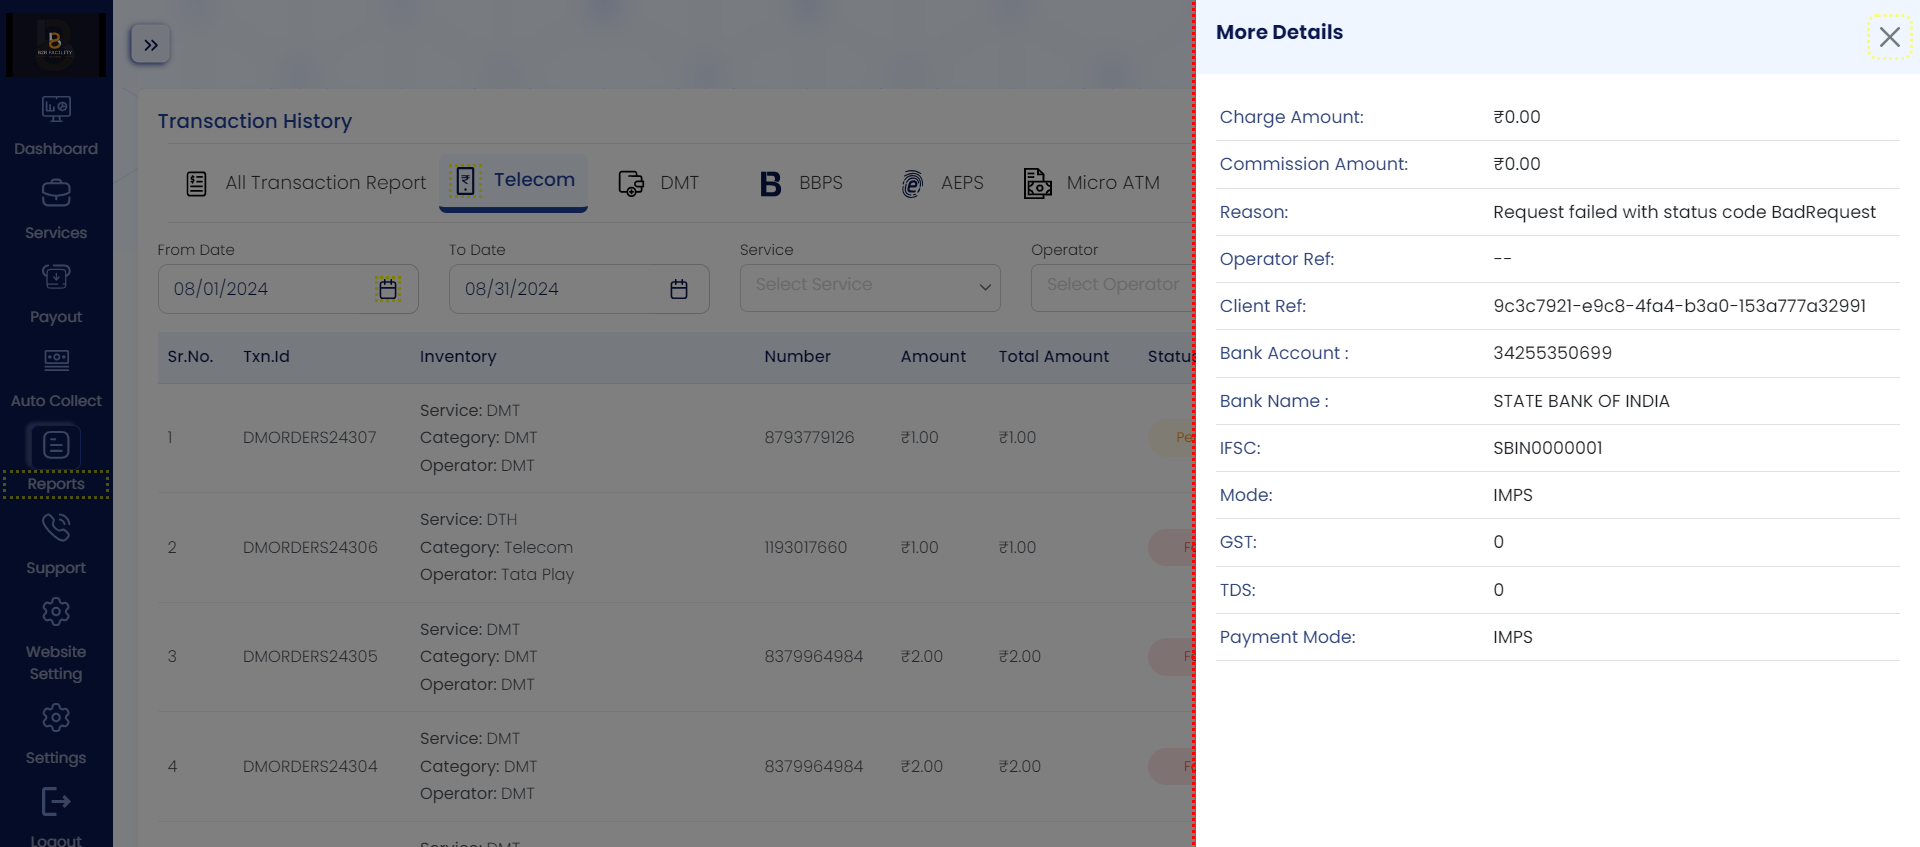 B2B FACILITY
Dashboard
Services
Payout
Auto Collect
Reports
Support
Website
Setting
Settings
Logout
Transaction History
All Transaction Report
Telecom
DMT
BBPS
AEPS
Micro ATM
From Date
To Date
Service
Operator
08/01/2024
08/31/2024
Select Service
Select Operator
Sr.No. Txn.Id Inventory Number Amount Total Amount
Service: DMT
1 DMORDERS24307 Category: DMT 8793779126 ₹1.00 ₹1.00
Operator: DMT
Service: DTH
2 DMORDERS24306 Category: Telecom 1193017660 ₹1.00 ₹1.00
Operator: Tata Play
Service: DMT
3 DMORDERS24305 Category: DMT 8379964984 ₹2.00 ₹2.00
Operator: DMT
Service: DMT
4 DMORDERS24304 Category: DMT 8379964984 ₹2.00 ₹2.00
Operator: DMT
Service: DMT
More Details
Charge Amount: ₹0.00
Commission Amount: ₹0.00
Reason: Request failed with status code BadRequest
Operator Ref: --
Client Ref: 9c3c7921-e9c8-4fa4-b3a0-153a777a32991
Bank Account : 34255350699
Bank Name : STATE BANK OF INDIA
IFSC: SBIN0000001
Mode: IMPS
GST: 0
TDS: 0
Payment Mode: IMPS